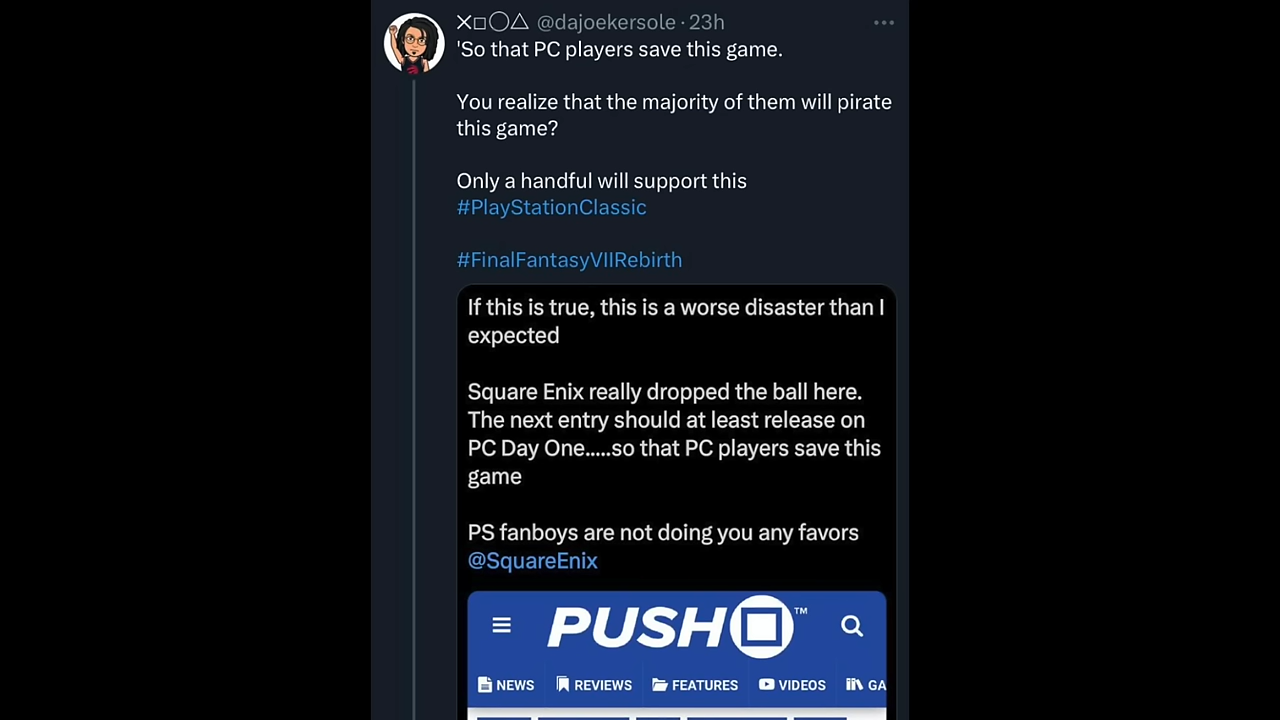 X□○△ @dajoekersole · 23h
'So that PC players save this game.
You realize that the majority of them will pirate
this game?
Only a handful will support this
#PlayStationClassic
#FinalFantasyVIIRebirth
If this is true, this is a worse disaster than I
expected
Square Enix really dropped the ball here.
The next entry should at least release on
PC Day One.....so that PC players save this
game
PS fanboys are not doing you any favors
@SquareEnix
PUSH□™
NEWS REVIEWS FEATURES VIDEOS GA